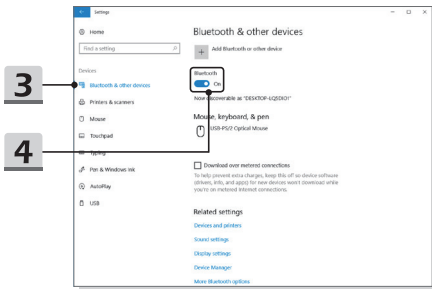 Settings
Home
Find a setting
Devices
Bluetooth & other devices
Printers & scanners
Mouse
Touchpad
Typing
Pen & Windows Ink
AutoPlay
USB
3
4
Bluetooth & other devices
Add Bluetooth or other device
Bluetooth
On
Now discoverable as
Mouse, keyboard, & pen
USB-PS/2 Optical Mouse
Download over metered connections
To help prevent extra charges, keep this off so device software
(drivers, info, and apps) for new devices won't download while
you're on metered Internet connections.
Related settings
Devices and printers
Sound settings
Display settings
Device Manager
More Bluetooth options